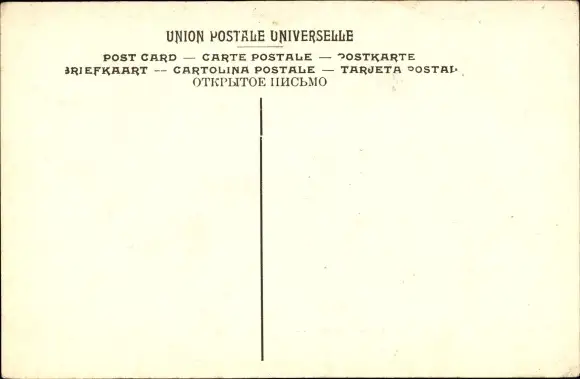 UNION POSTALE UNIVERSELLE
POST CARD — CARTE POSTALE — POSTKARTE
BRIEFKAART -- CARTOLINA POSTALE — TARJETA POSTAL
ОТКРЫТОЕ ПИСЬМО